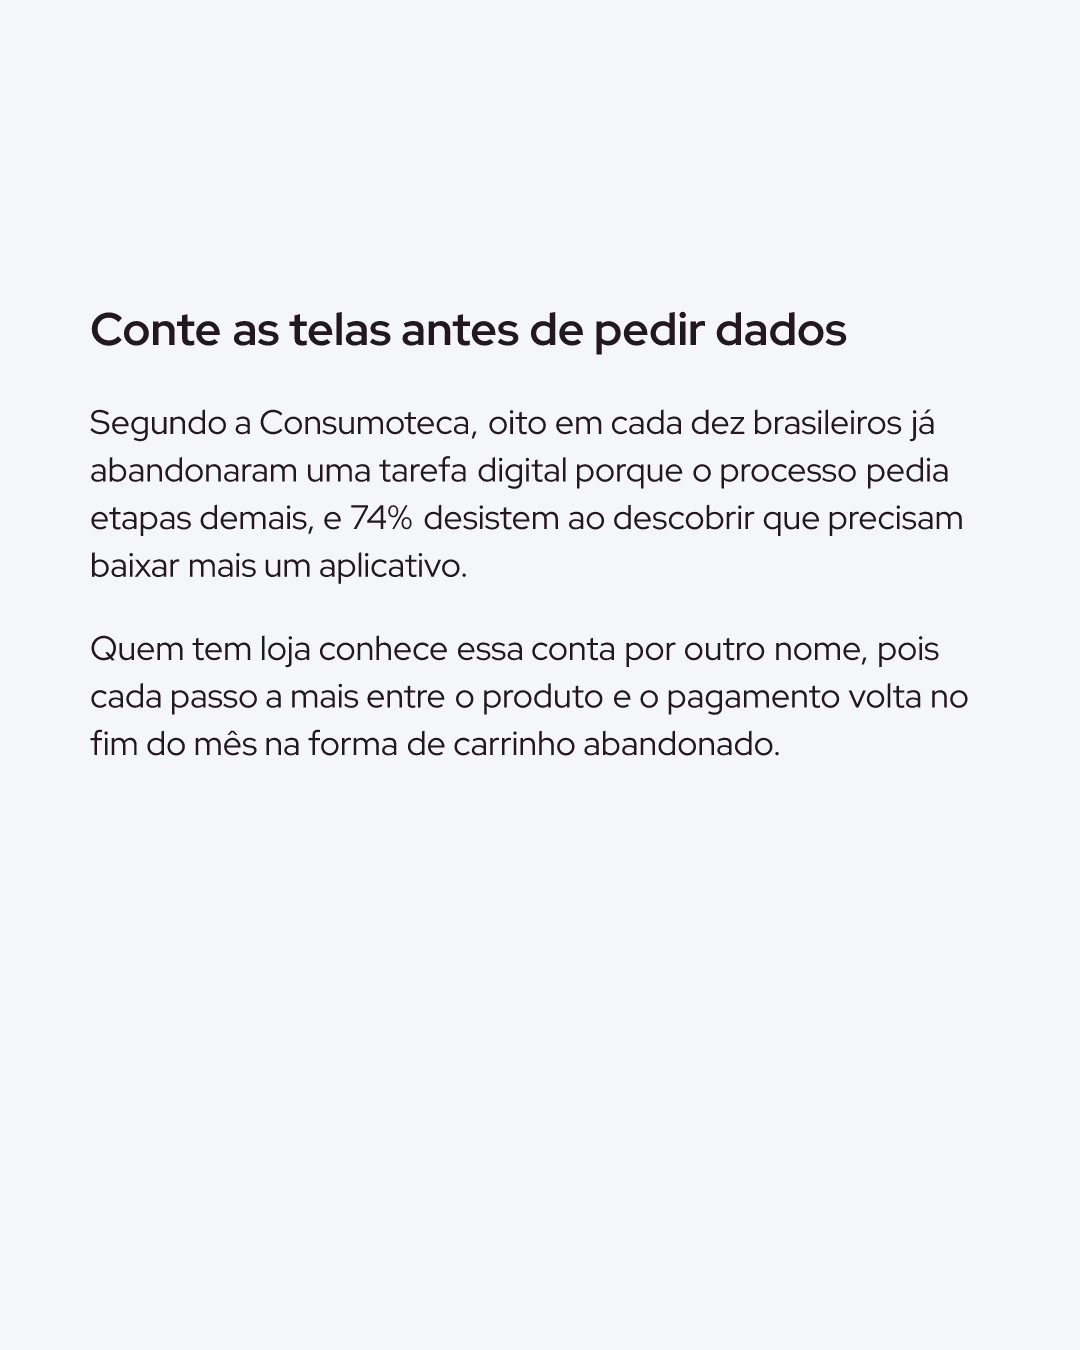 Conte as telas antes de pedir dados
Segundo a Consumoteca, oito em cada dez brasileiros já
abandonaram uma tarefa digital porque o processo pedia
etapas demais, e 74% desistem ao descobrir que precisam
baixar mais um aplicativo.
Quem tem loja conhece essa conta por outro nome, pois
cada passo a mais entre o produto e o pagamento volta no
fim do mês na forma de carrinho abandonado.